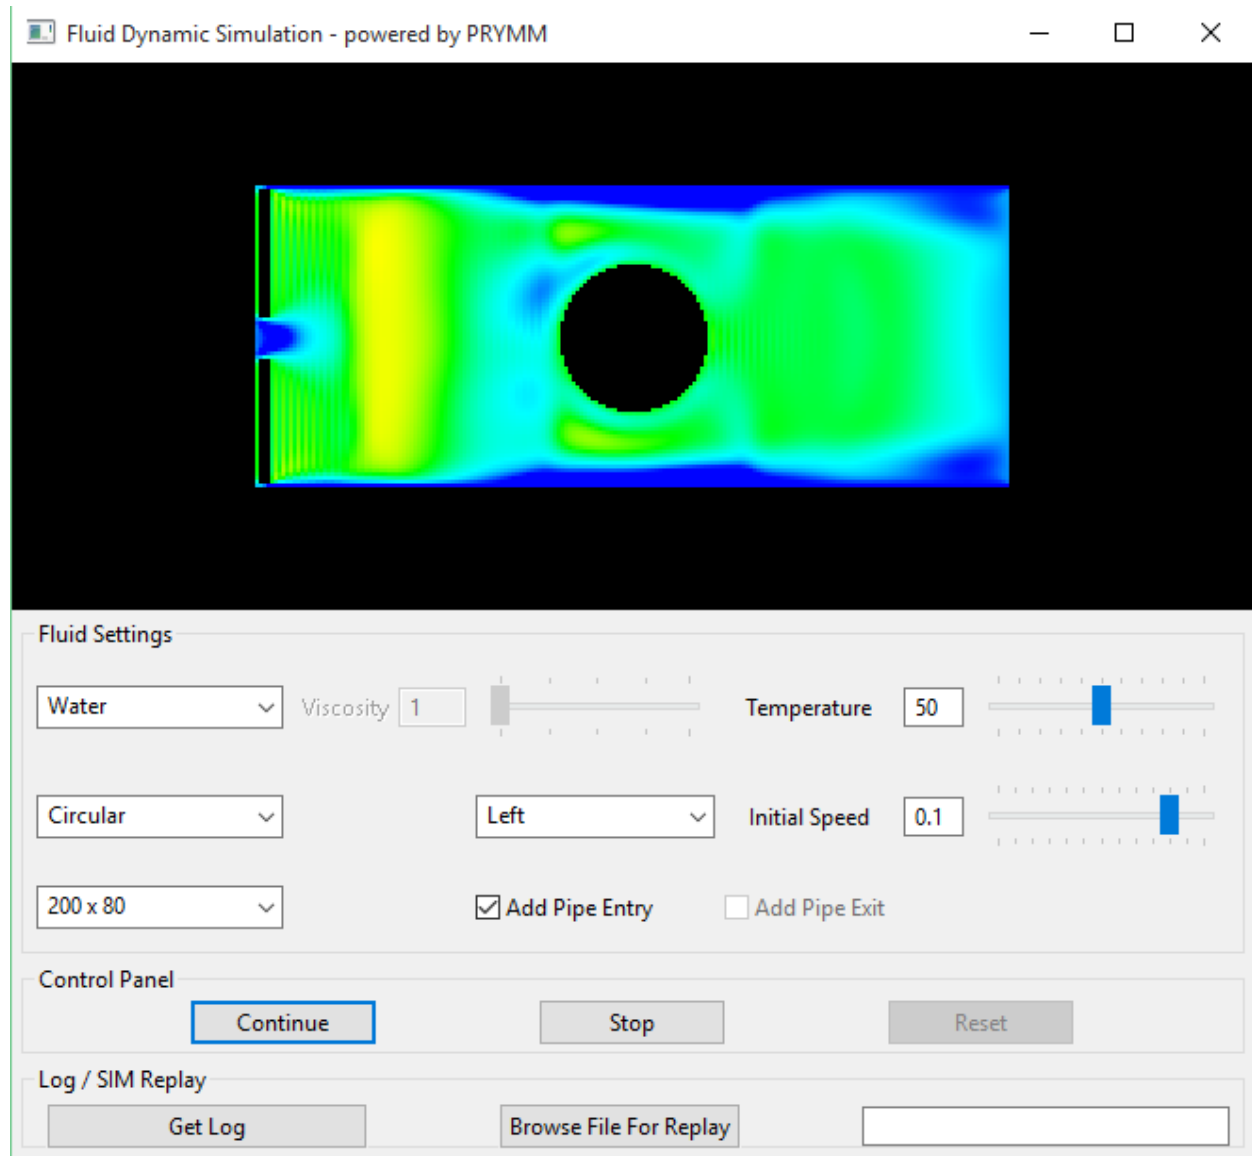 Fluid Dynamic Simulation - powered by PRYMM
Fluid Settings
Water
Viscosity 1
Temperature 50
Circular
Left
Initial Speed 0.1
200 x 80
Add Pipe Entry
Add Pipe Exit
Control Panel
Continue
Stop
Reset
Log / SIM Replay
Get Log
Browse File For Replay